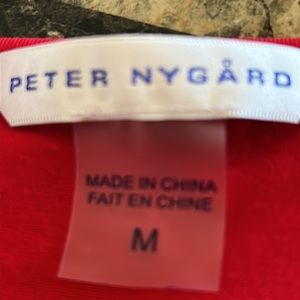 PETER NYGÅRD
MADE IN CHINA
FAIT EN CHINE
M